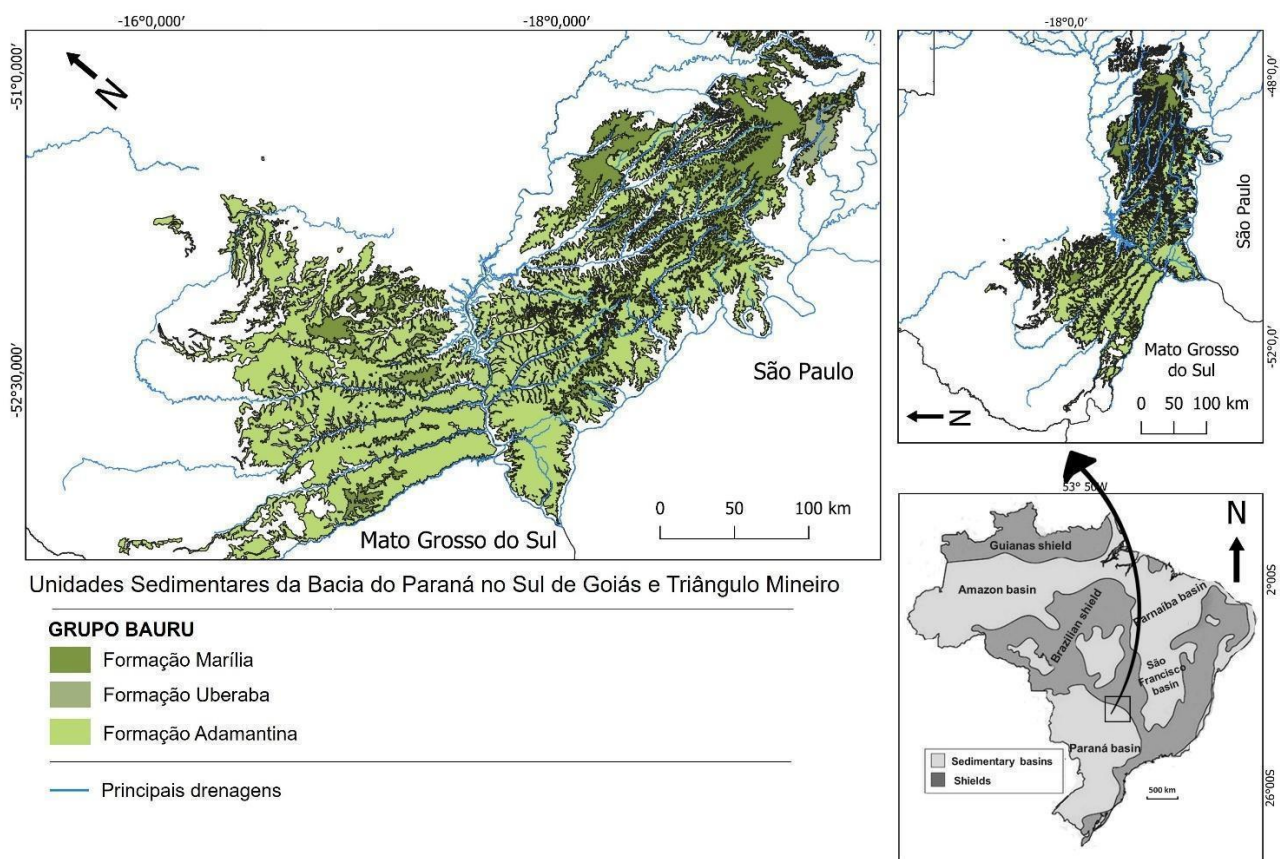 -16°0,000'
-18°0,000'
-51°0,000'
-52°30,000'
N
São Paulo
Mato Grosso do Sul
0 50 100 km
-18°0,0'
-48°0,0'
-52°0,0'
São Paulo
Mato Grosso
do Sul
0 50 100 km
N
Unidades Sedimentares da Bacia do Paraná no Sul de Goiás e Triângulo Mineiro
GRUPO BAURU
Formação Marília
Formação Uberaba
Formação Adamantina
Principais drenagens
53° 50'W
N
2°00S
26°00S
Guianas shield
Amazon basin
Parnaiba basin
Brazilian shield
São
Francisco
basin
Paraná basin
Sedimentary basins
Shields
500 km